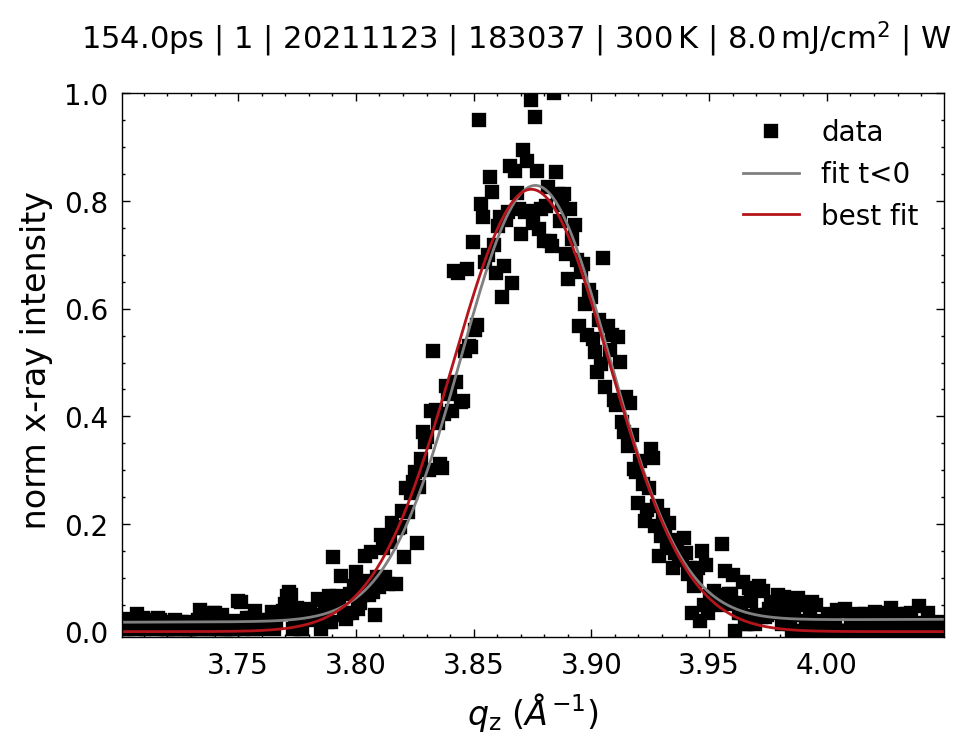 154.0ps | 1 | 20211123 | 183037 | 300 K | 8.0 mJ/cm² | W
1.0
0.8
0.6
0.4
0.2
0.0
norm x-ray intensity
data
fit t<0
best fit
3.75 3.80 3.85 3.90 3.95 4.00
q_z (Å⁻¹)